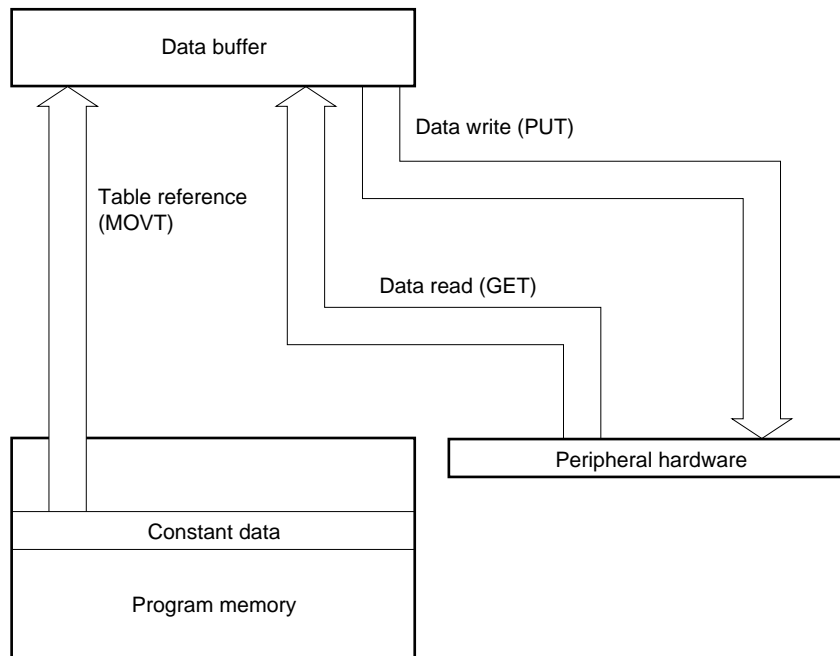 Data buffer
Data write (PUT)
Table reference
(MOVT)
Data read (GET)
Peripheral hardware
Constant data
Program memory